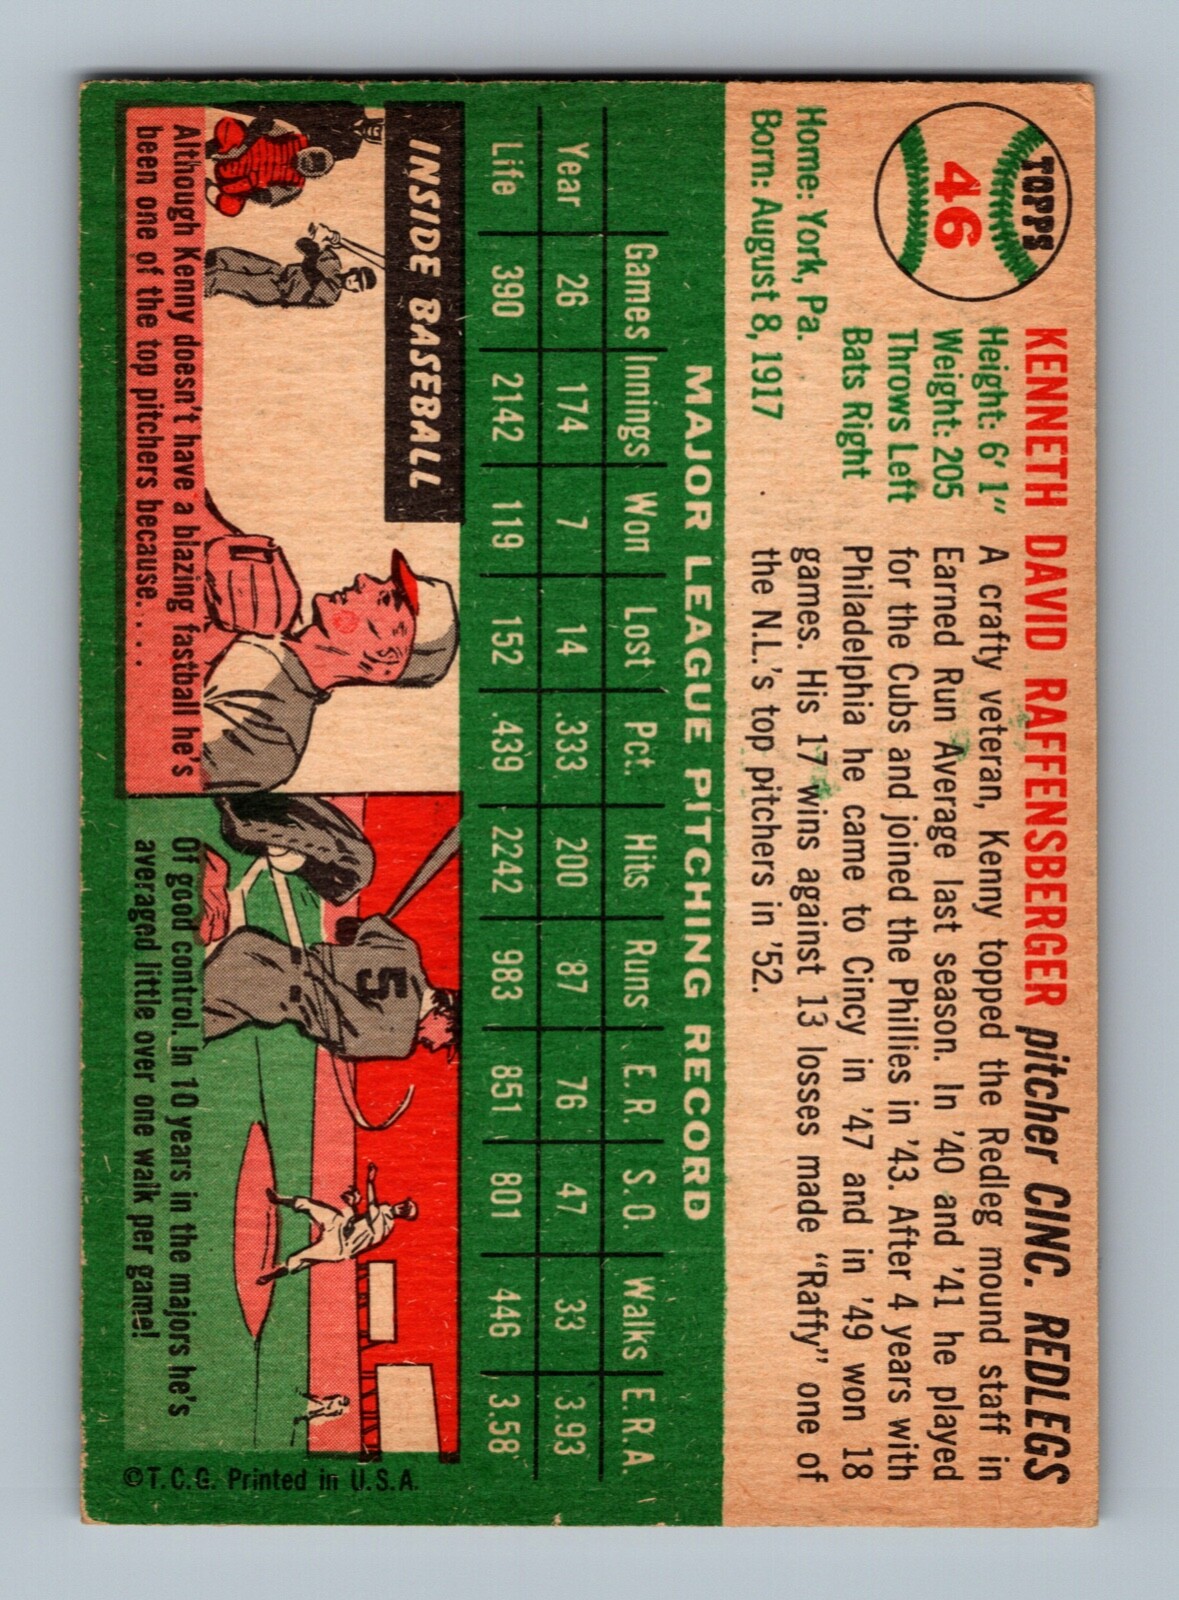 TOPPS
46
KENNETH DAVID RAFFENSBERGER pitcher CINC. REDLEGS
Height: 6' 1"
Weight: 205
Throws Left
Bats Right
Home: York, Pa.
Born: August 8, 1917
A crafty veteran, Kenny topped the Redleg mound staff in
Earned Run Average last season. In '40 and '41 he played
for the Cubs and joined the Phillies in '43. After 4 years with
Philadelphia he came to Cincy in '47 and in '49 won 18
games. His 17 wins against 13 losses made "Raffy" one of
the N.L.'s top pitchers in '52.
MAJOR LEAGUE PITCHING RECORD
Games Innings Won Lost Pct. Hits Runs E. R. S. O. Walks E.R.A.
Year 26 174 7 14 .333 200 87 76 47 33 3.93
Life 390 2142 119 152 .439 2242 983 851 801 446 3.58
INSIDE BASEBALL
Although Kenny doesn't have a blazing fastball he's
been one of the top pitchers because. . . .
5
Of good control. In 10 years in the majors he's
averaged little over one walk per game!
©T.C.G. Printed in U.S.A.